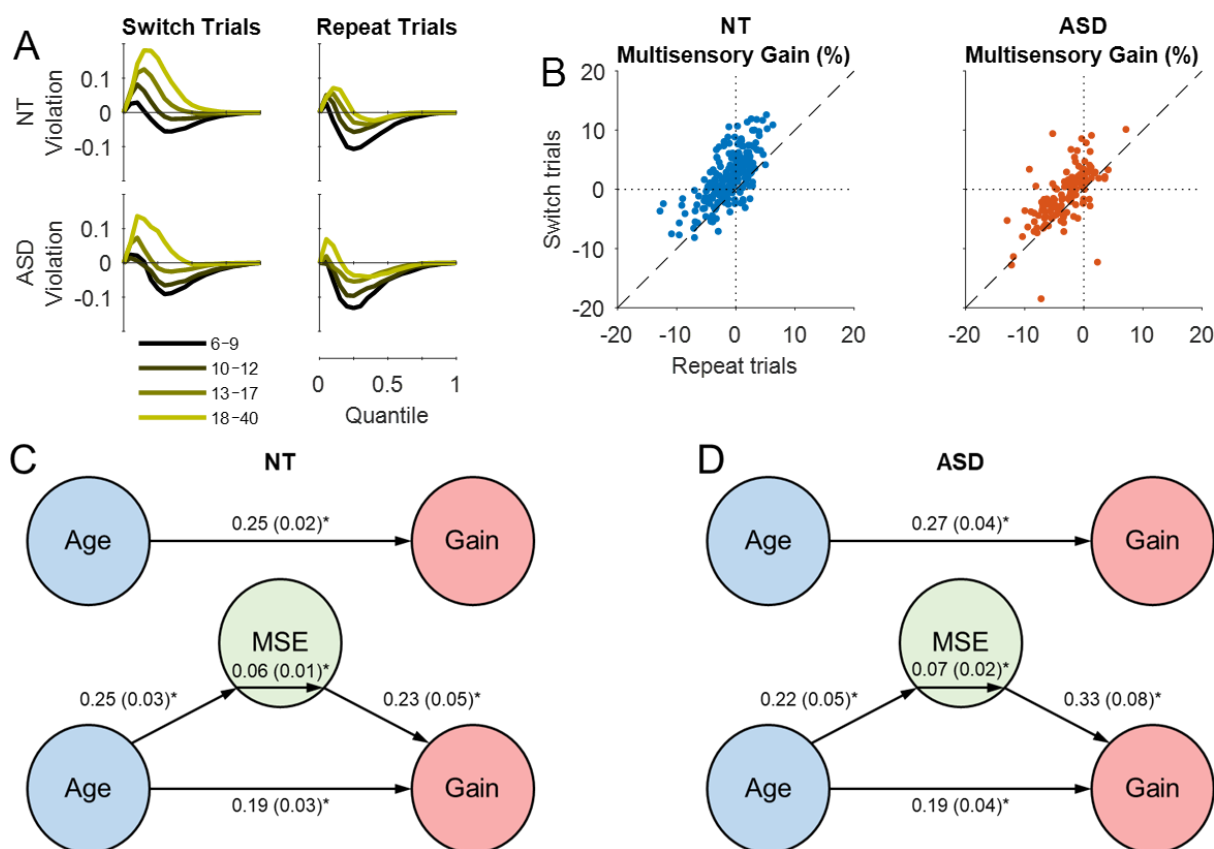 A
Switch Trials
Repeat Trials
NT
Violation
0.1
0
-0.1
ASD
Violation
0.1
0
-0.1
6-9
10-12
13-17
18-40
0
0.5
1
Quantile
B
NT
Multisensory Gain (%)
ASD
Multisensory Gain (%)
Switch trials
20
10
0
-10
-20
-20
-10
0
10
20
-20
-10
0
10
20
Repeat trials
C
NT
Age
0.25 (0.02)*
Gain
MSE
0.06 (0.01)*
0.25 (0.03)*
0.23 (0.05)*
Age
0.19 (0.03)*
Gain
D
ASD
Age
0.27 (0.04)*
Gain
MSE
0.07 (0.02)*
0.22 (0.05)*
0.33 (0.08)*
Age
0.19 (0.04)*
Gain